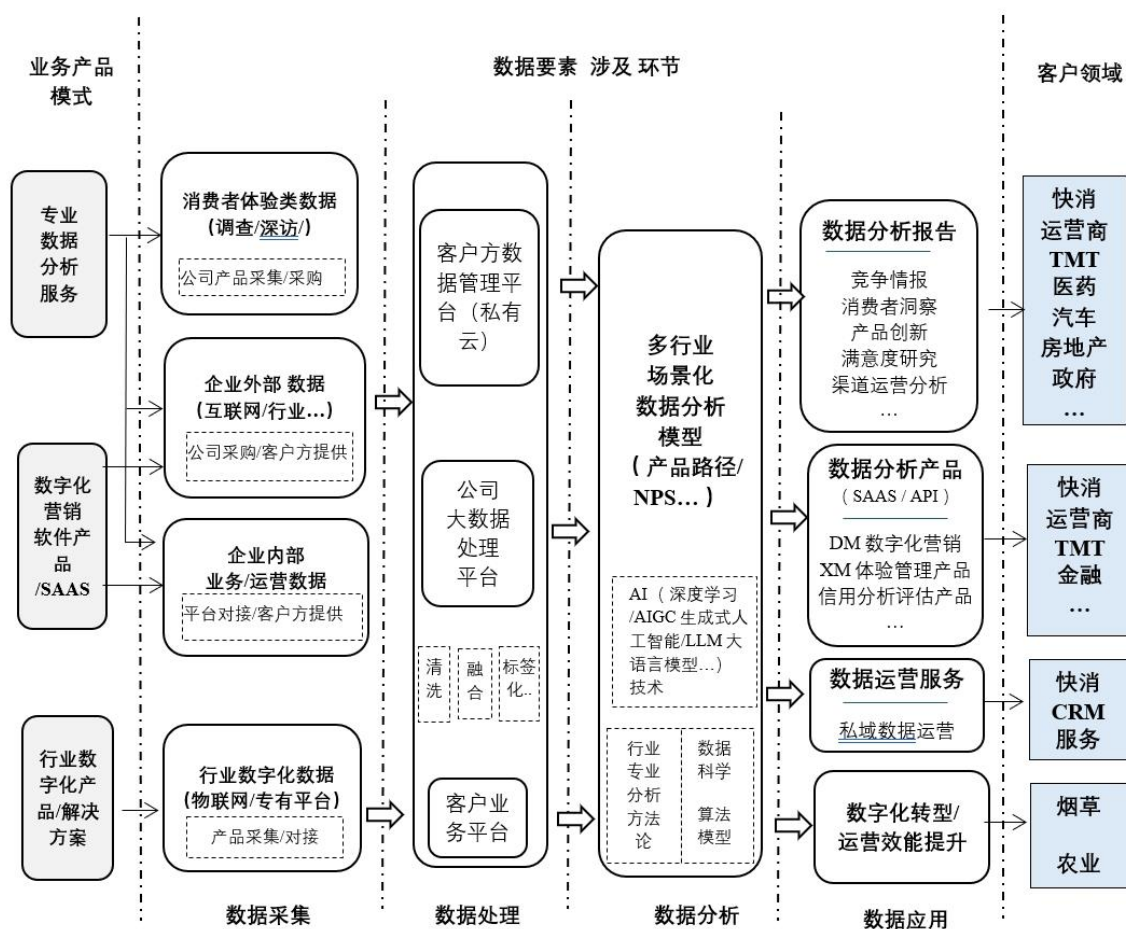 业务产品
模式
数据要素 涉及 环节
客户领域
专业
数据
分析
服务
数字化
营销
软件产
品
/SAAS
行业数
字化产
品/解决
方案
消费者体验类数据
(调查/深访/)
公司产品采集/采购
企业外部 数据
(互联网/行业...)
公司采购/客户方提供
企业内部
业务/运营数据
平台对接/客户方提供
行业数字化数据
(物联网/专有平台)
产品采集/对接
数据采集
客户方数
据管理平
台（私有
云）
公司
大数据
处理
平台
清洗
融合
标签化..
客户业
务平台
数据处理
多行业
场景化
数据分析
模型
（产品路径/
NPS…）
AI（深度学习
/AIGC 生成式人
工智能/LLM 大
语言模型...）
技术
行业
专业
分析
方法
论
数据
科学
算法
模型
数据分析
数据分析报告
竞争情报
消费者洞察
产品创新
满意度研究
渠道运营分析
…
数据分析产品
（SAAS / API）
DM 数字化营销
XM 体验管理产品
信用分析评估产品
…
数据运营服务
私域数据运营
数字化转型/
运营效能提升
数据应用
快消
运营商
TMT
医药
汽车
房地产
政府
…
快消
运营商
TMT
金融
…
快消
CRM
服务
烟草
农业